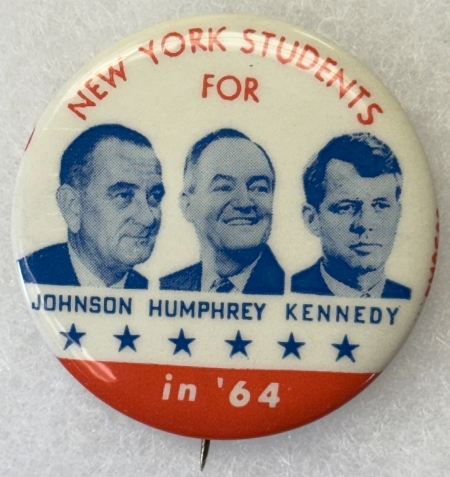 NEW YORK STUDENTS
FOR
JOHNSON HUMPHREY KENNEDY
in '64